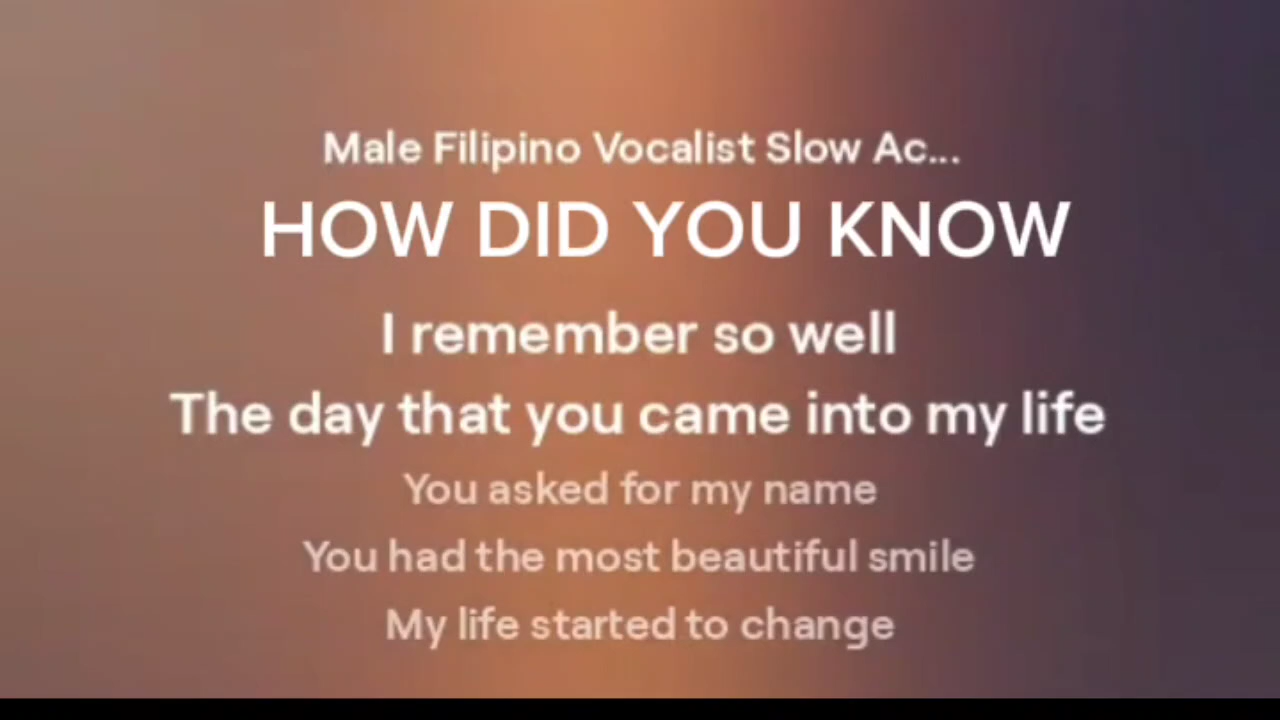 Male Filipino Vocalist Slow Ac...
HOW DID YOU KNOW
I remember so well
The day that you came into my life
You asked for my name
You had the most beautiful smile
My life started to change